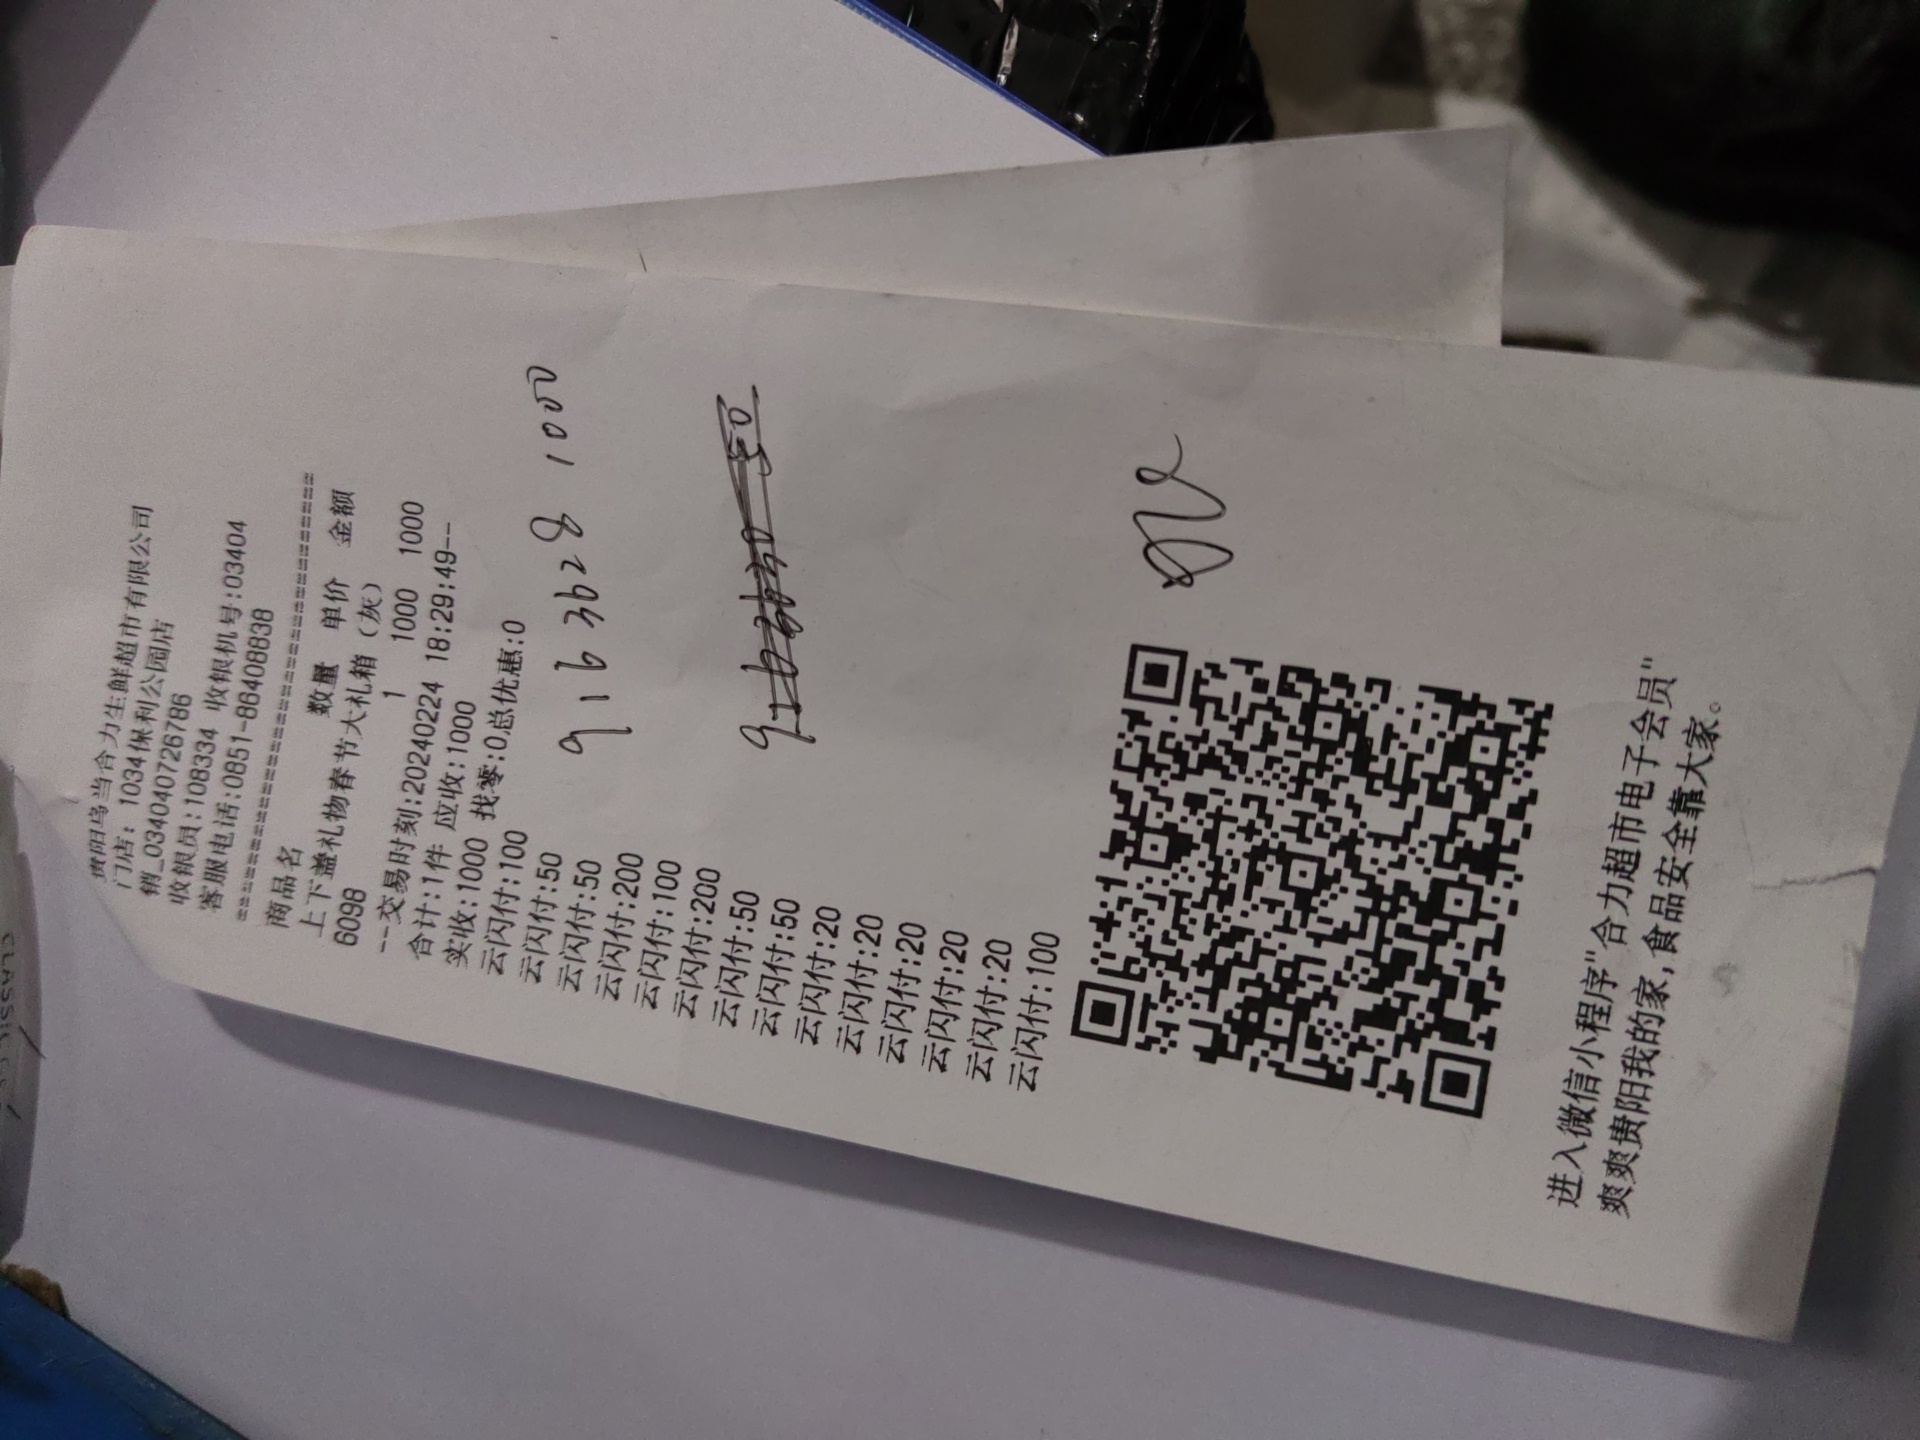 贵阳乌当合力生鲜超市有限公司
门店: 1034保利公园店
销_0340407726786
收银员:108334 收银机号:03404
客服电话:0851-86408838
商品名 数量 单价 金额
上下盖礼物春节大礼箱（灰）
6098 1 1000 1000
--交易时刻:20240224 18:29:49--
合计:1件 应收:1000
实收:1000 找零:0总优惠:0
云闪付:100
云闪付:50
云闪付:50
云闪付:200
云闪付:100
云闪付:200
云闪付:50
云闪付:50
云闪付:20
云闪付:20
云闪付:20
云闪付:20
云闪付:20
云闪付:100
9163628 1000
进入微信小程序"合力超市电子会员"
爽爽贵阳我的家,食品安全靠大家。